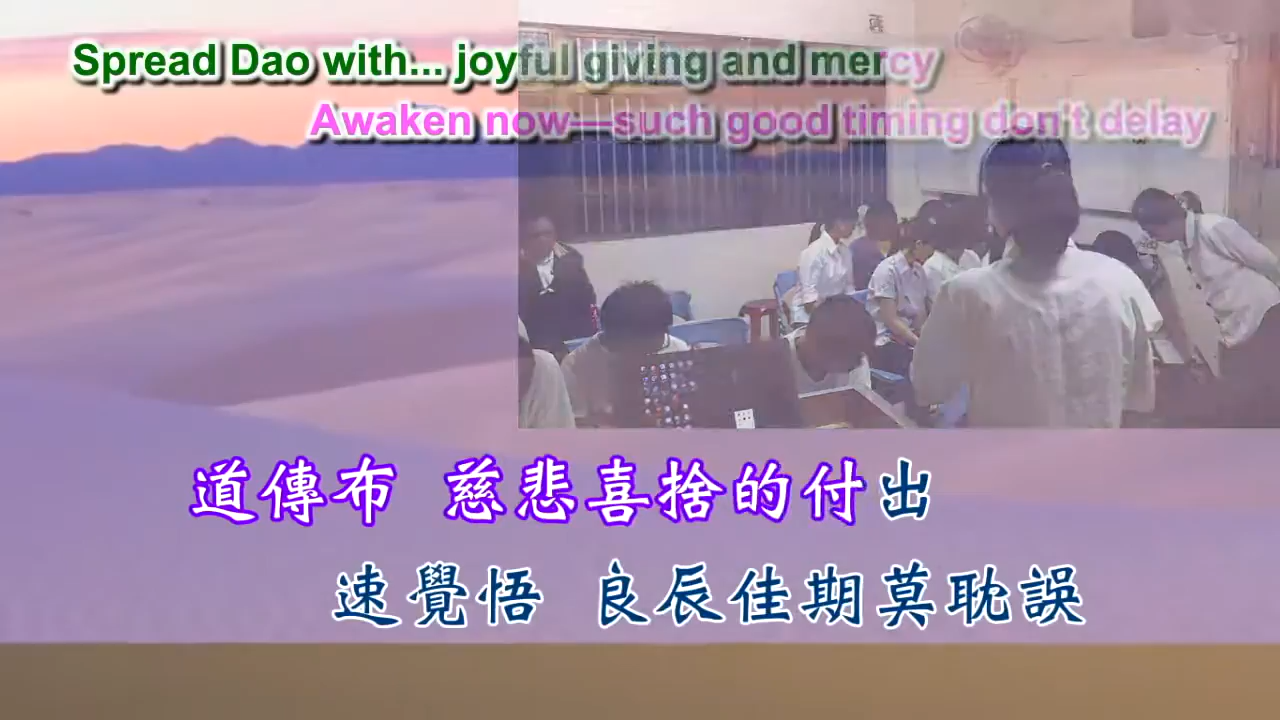 Spread Dao with... joyful giving and mercy
Awaken now—such good timing don't delay
道傳布 慈悲喜捨的付出
速覺悟 良辰佳期莫耽誤